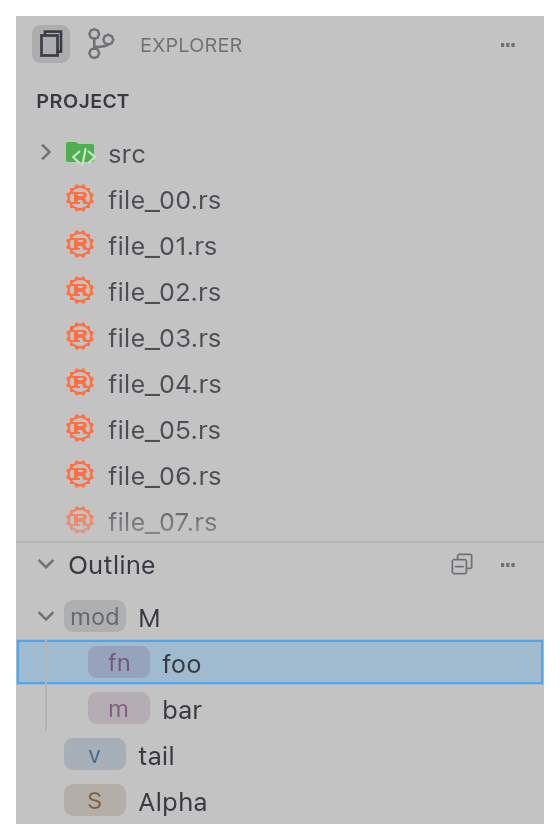 EXPLORER ...
PROJECT
src
file_00.rs
file_01.rs
file_02.rs
file_03.rs
file_04.rs
file_05.rs
file_06.rs
file_07.rs
Outline ...
mod M
fn foo
m bar
v tail
S Alpha